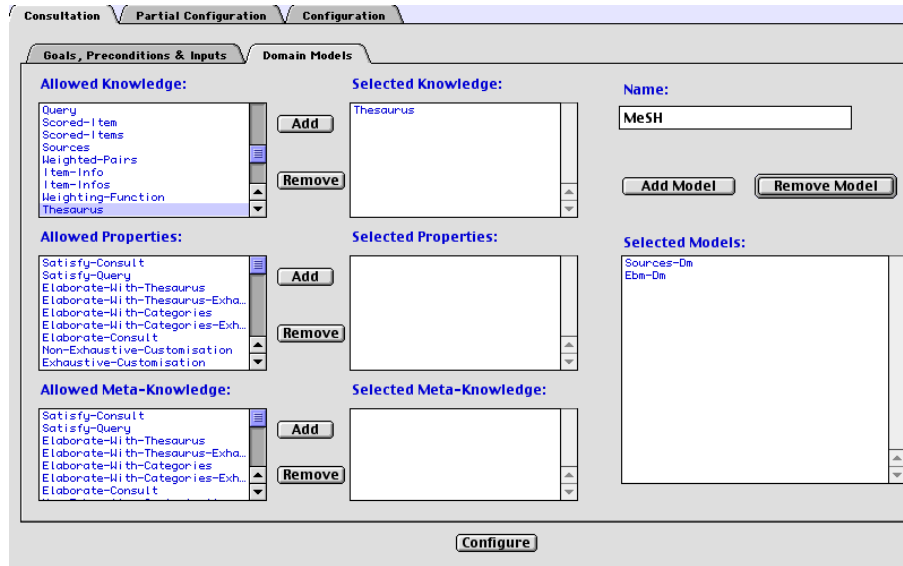 Consultation
Partial Configuration
Configuration
Goals, Preconditions & Inputs
Domain Models
Allowed Knowledge:
Query
Scored-Item
Scored-Items
Sources
Weighted-Pairs
Item-Info
Item-Infos
Weighting-Function
Thesaurus
Add
Remove
Selected Knowledge:
Thesaurus
Name:
MeSH
Add Model
Remove Model
Allowed Properties:
Satisfy-Consult
Satisfy-Query
Elaborate-With-Thesaurus
Elaborate-With-Thesaurus-Exha...
Elaborate-With-Categories
Elaborate-With-Categories-Exh...
Elaborate-Consult
Non-Exhaustive-Customisation
Exhaustive-Customisation
Add
Remove
Selected Properties:
Selected Models:
Sources-Dm
Ebm-Dm
Allowed Meta-Knowledge:
Satisfy-Consult
Satisfy-Query
Elaborate-With-Thesaurus
Elaborate-With-Thesaurus-Exha...
Elaborate-With-Categories
Elaborate-With-Categories-Exh...
Elaborate-Consult
Add
Remove
Selected Meta-Knowledge:
Configure